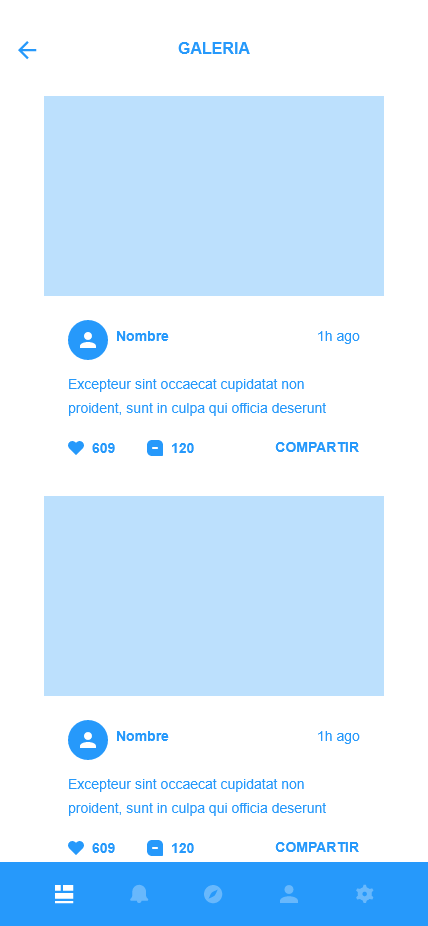 GALERIA
Nombre
1h ago
Excepteur sint occaecat cupidatat non
proident, sunt in culpa qui officia deserunt
609
120
COMPARTIR
Nombre
1h ago
Excepteur sint occaecat cupidatat non
proident, sunt in culpa qui officia deserunt
609
120
COMPARTIR